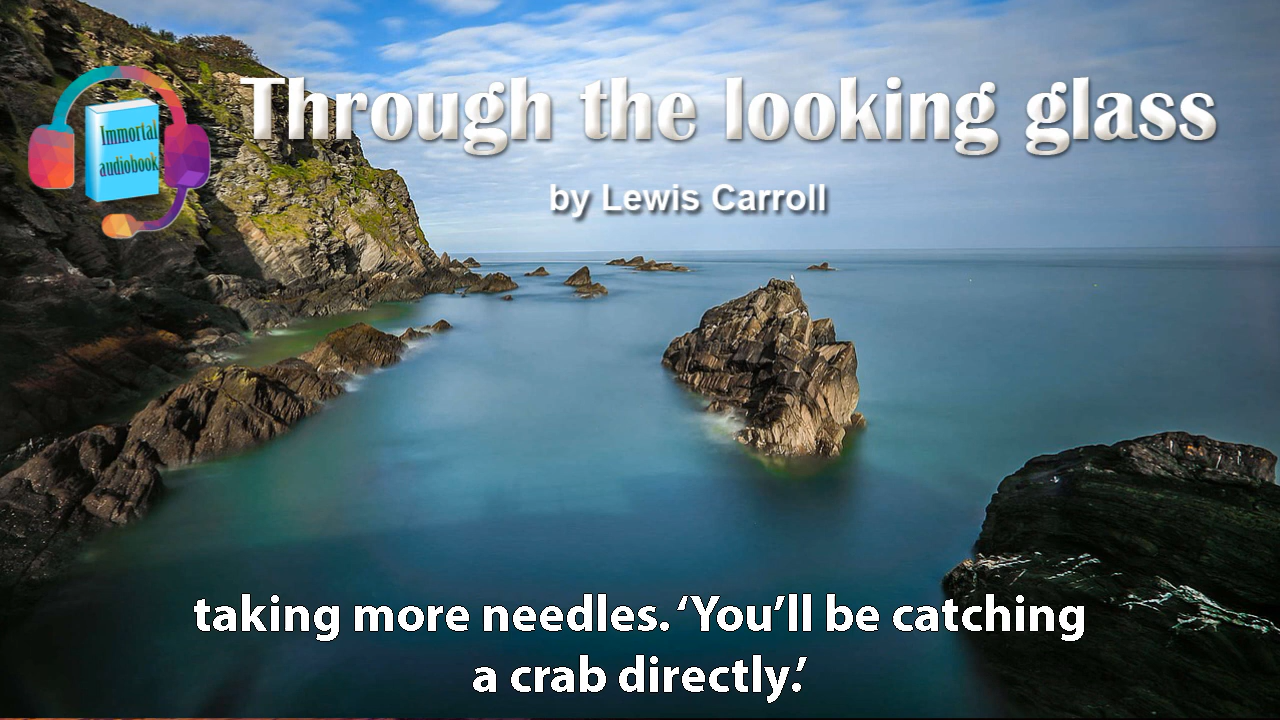 Through the looking glass
by Lewis Carroll
Immortal
audiobook
taking more needles. ‘You’ll be catching
a crab directly.’